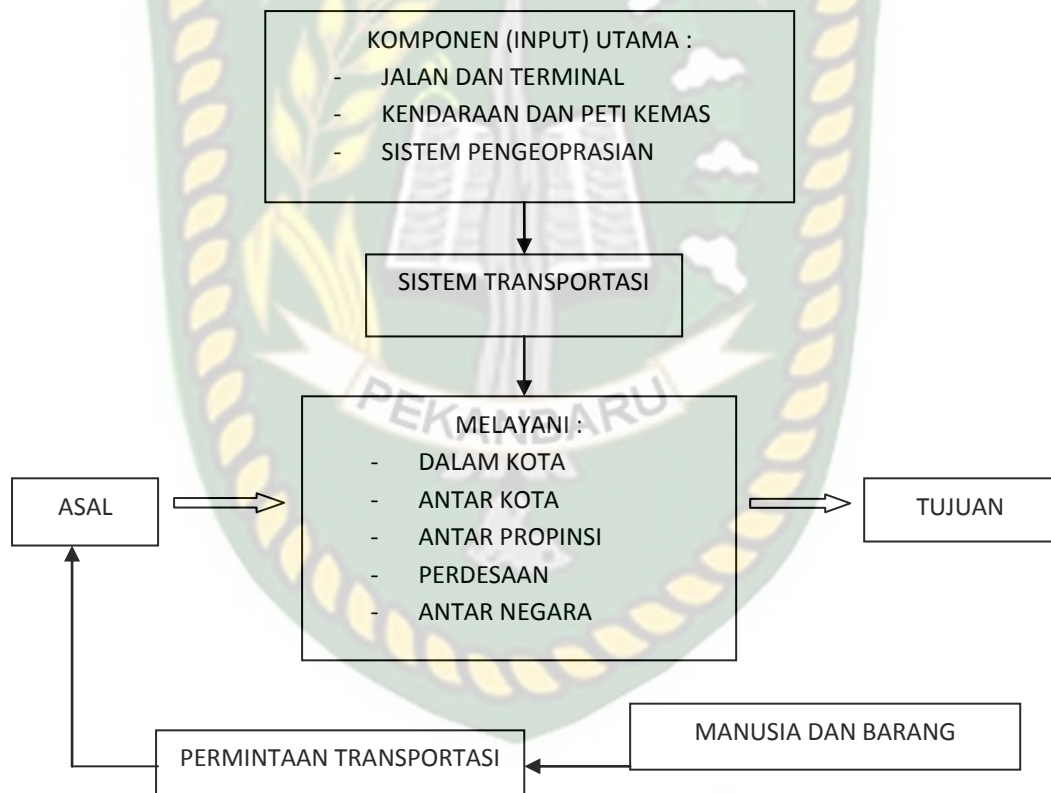 KOMPONEN (INPUT) UTAMA :
- JALAN DAN TERMINAL
- KENDARAAN DAN PETI KEMAS
- SISTEM PENGEOPRASIAN
SISTEM TRANSPORTASI
PEKANBARU
MELAYANI :
- DALAM KOTA
- ANTAR KOTA
- ANTAR PROPINSI
- PERDESAAN
- ANTAR NEGARA
ASAL
TUJUAN
MANUSIA DAN BARANG
PERMINTAAN TRANSPORTASI